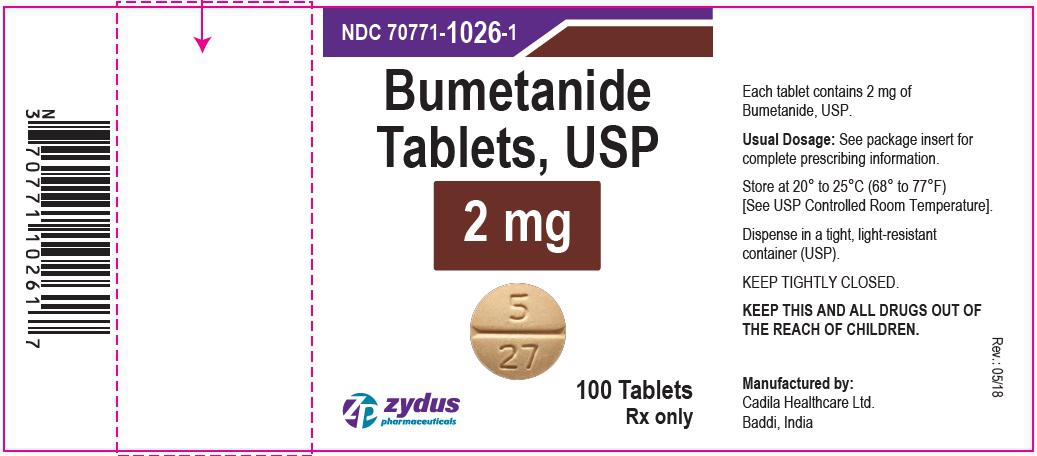 N
3 70771 10261 7
NDC 70771-1026-1
Bumetanide
Tablets, USP
2 mg
5
27
100 Tablets
Rx only
zydus
pharmaceuticals
Each tablet contains 2 mg of
Bumetanide, USP.
Usual Dosage: See package insert for
complete prescribing information.
Store at 20° to 25°C (68° to 77°F)
[See USP Controlled Room Temperature].
Dispense in a tight, light-resistant
container (USP).
KEEP TIGHTLY CLOSED.
KEEP THIS AND ALL DRUGS OUT OF
THE REACH OF CHILDREN.
Manufactured by:
Cadila Healthcare Ltd.
Baddi, India
Rev.: 05/18